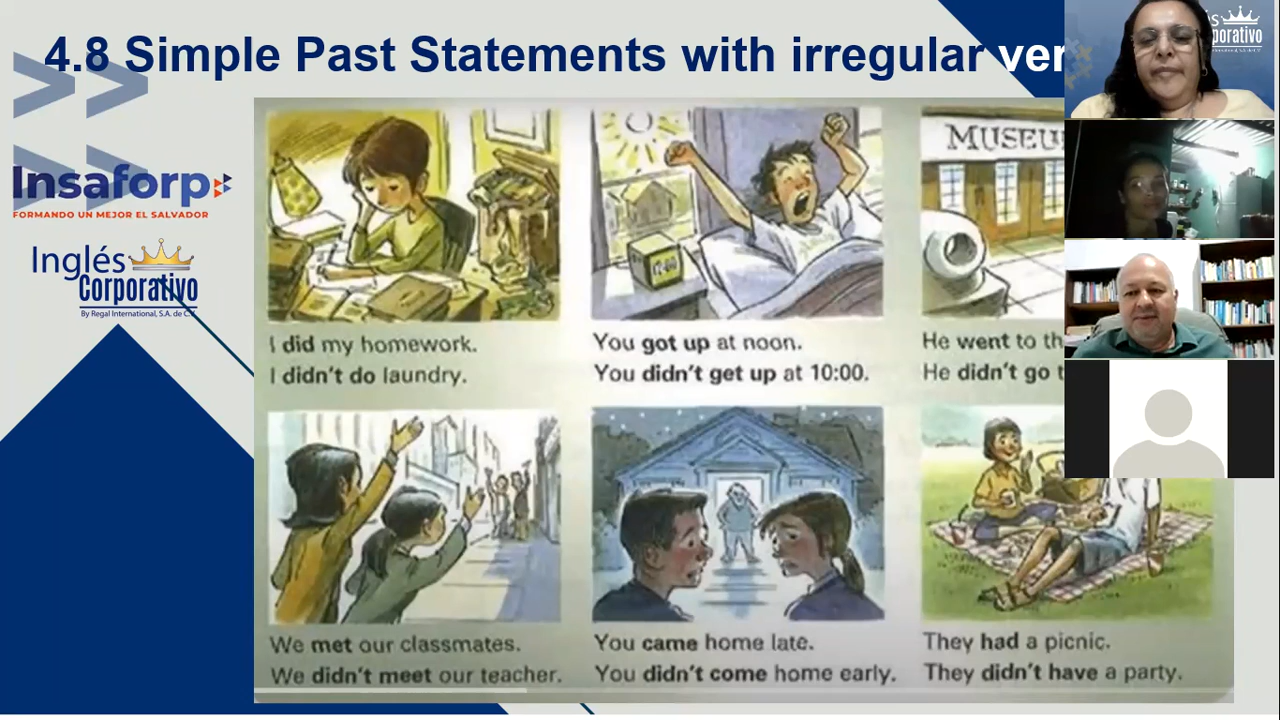 4.8 Simple Past Statements with irregular
Insaforp
FORMANDO UN MEJOR EL SALVADOR
Inglés
Corporativo
By Regal International, S.A. de C.V.
MUSEU
I did my homework.
I didn't do laundry.
You got up at noon.
You didn't get up at 10:00.
He went to
He didn't go
We met our classmates.
We didn't meet our teacher.
You came home late.
You didn't come home early.
They had a picnic.
They didn't have a party.